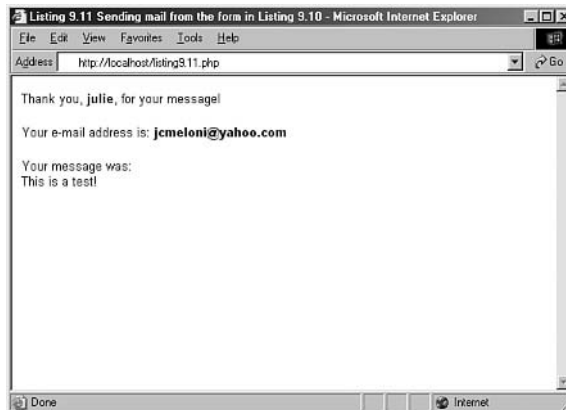 Listing 9.11 Sending mail from the form in Listing 9.10 - Microsoft Internet Explorer
File Edit View Favorites Tools Help
Address http://localhost/listing9.11.php Go
Thank you, julie, for your message!
Your e-mail address is: jcmeloni@yahoo.com
Your message was:
This is a test!
Done Internet